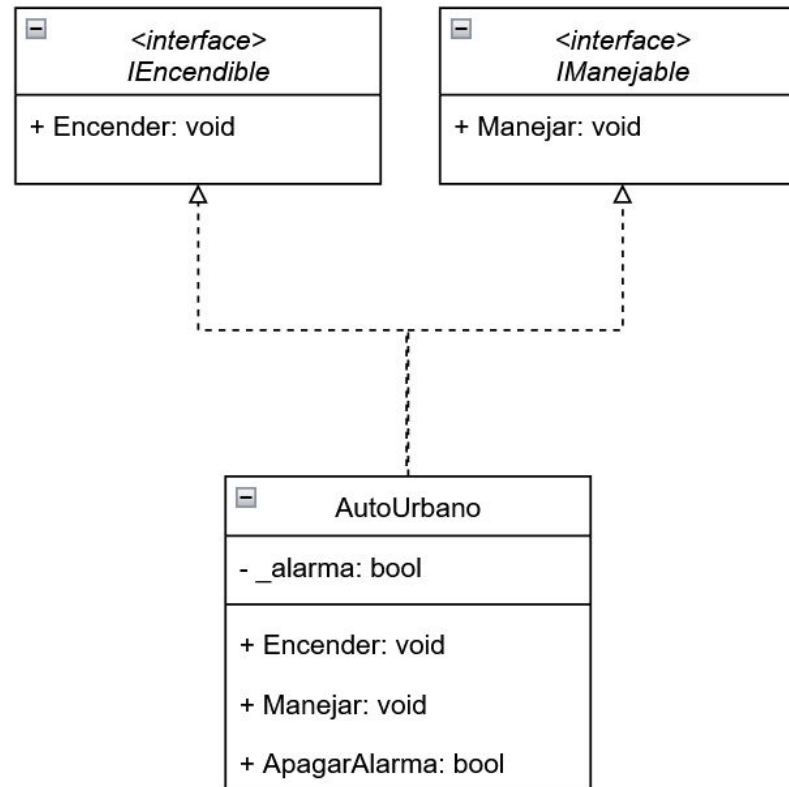 <interface>
IEncendible
+ Encender: void
<interface>
IManejable
+ Manejar: void
AutoUrbano
- _alarma: bool
+ Encender: void
+ Manejar: void
+ ApagarAlarma: bool